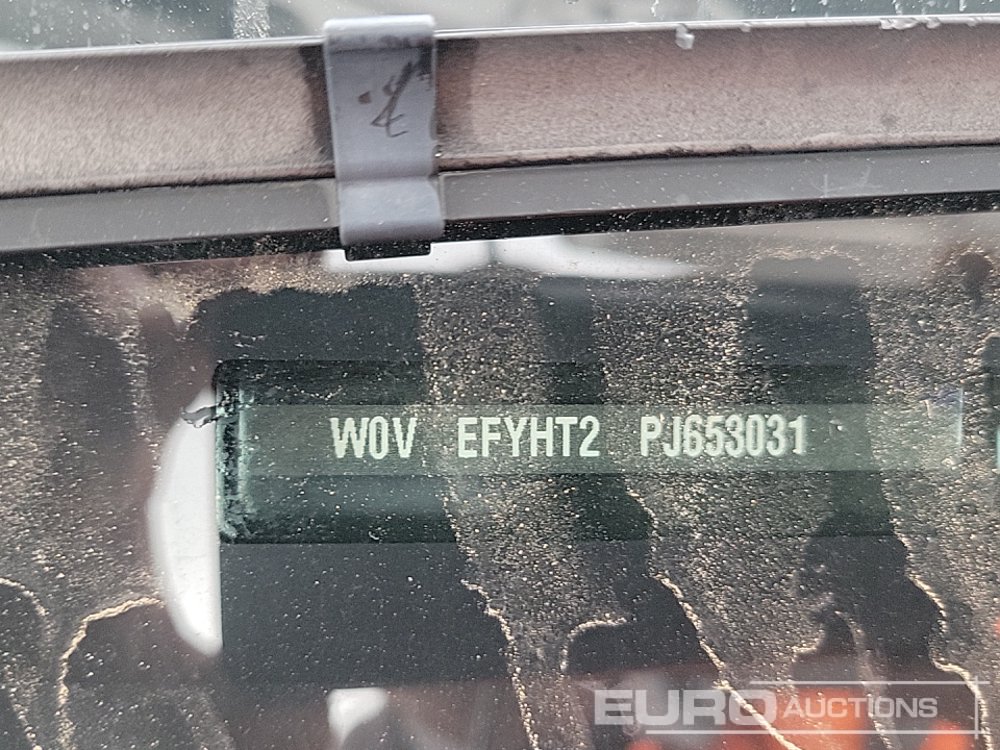 W0V EFYHT2 PJ653031
EURO AUCTIONS